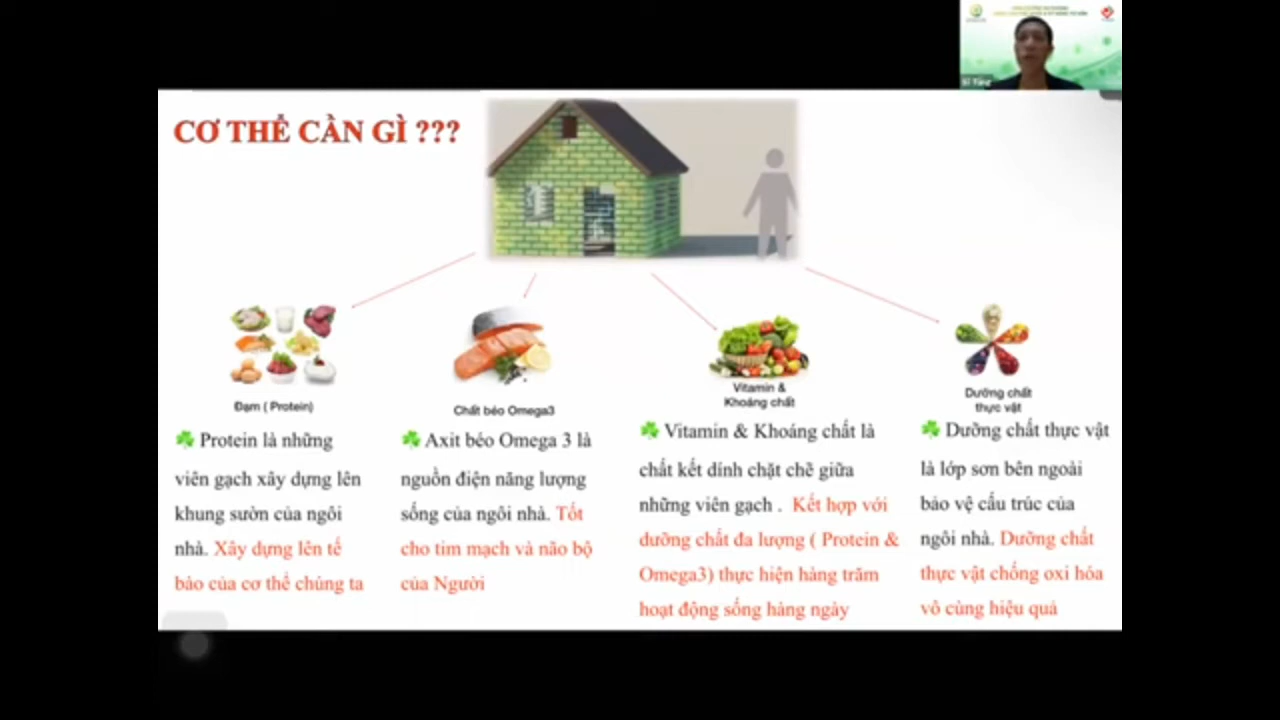 CƠ THỂ CẦN GÌ ???
Đạm ( Protein)
Chất béo Omega3
Vitamin &
Khoáng chất
Dưỡng chất
thực vật
Protein là những
viên gạch xây dựng lên
khung sườn của ngôi
nhà. Xây dựng lên tế
bào của cơ thể chúng ta
Axit béo Omega 3 là
nguồn điện năng lượng
sống của ngôi nhà. Tốt
cho tim mạch và não bộ
của Người
Vitamin & Khoáng chất là
chất kết dính chặt chẽ giữa
những viên gạch . Kết hợp với
dưỡng chất đa lượng ( Protein &
Omega3) thực hiện hàng trăm
hoạt động sống hàng ngày
Dưỡng chất thực vật
là lớp sơn bên ngoài
bảo vệ cấu trúc của
ngôi nhà. Dưỡng chất
thực vật chống oxi hóa
vô cùng hiệu quả